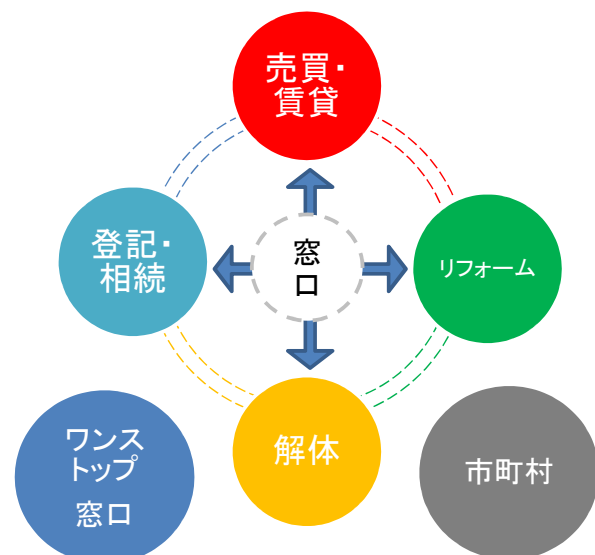 売買・
賃貸
登記・
相続
窓
口
リフォーム
解体
ワンス
トップ
窓口
市町村